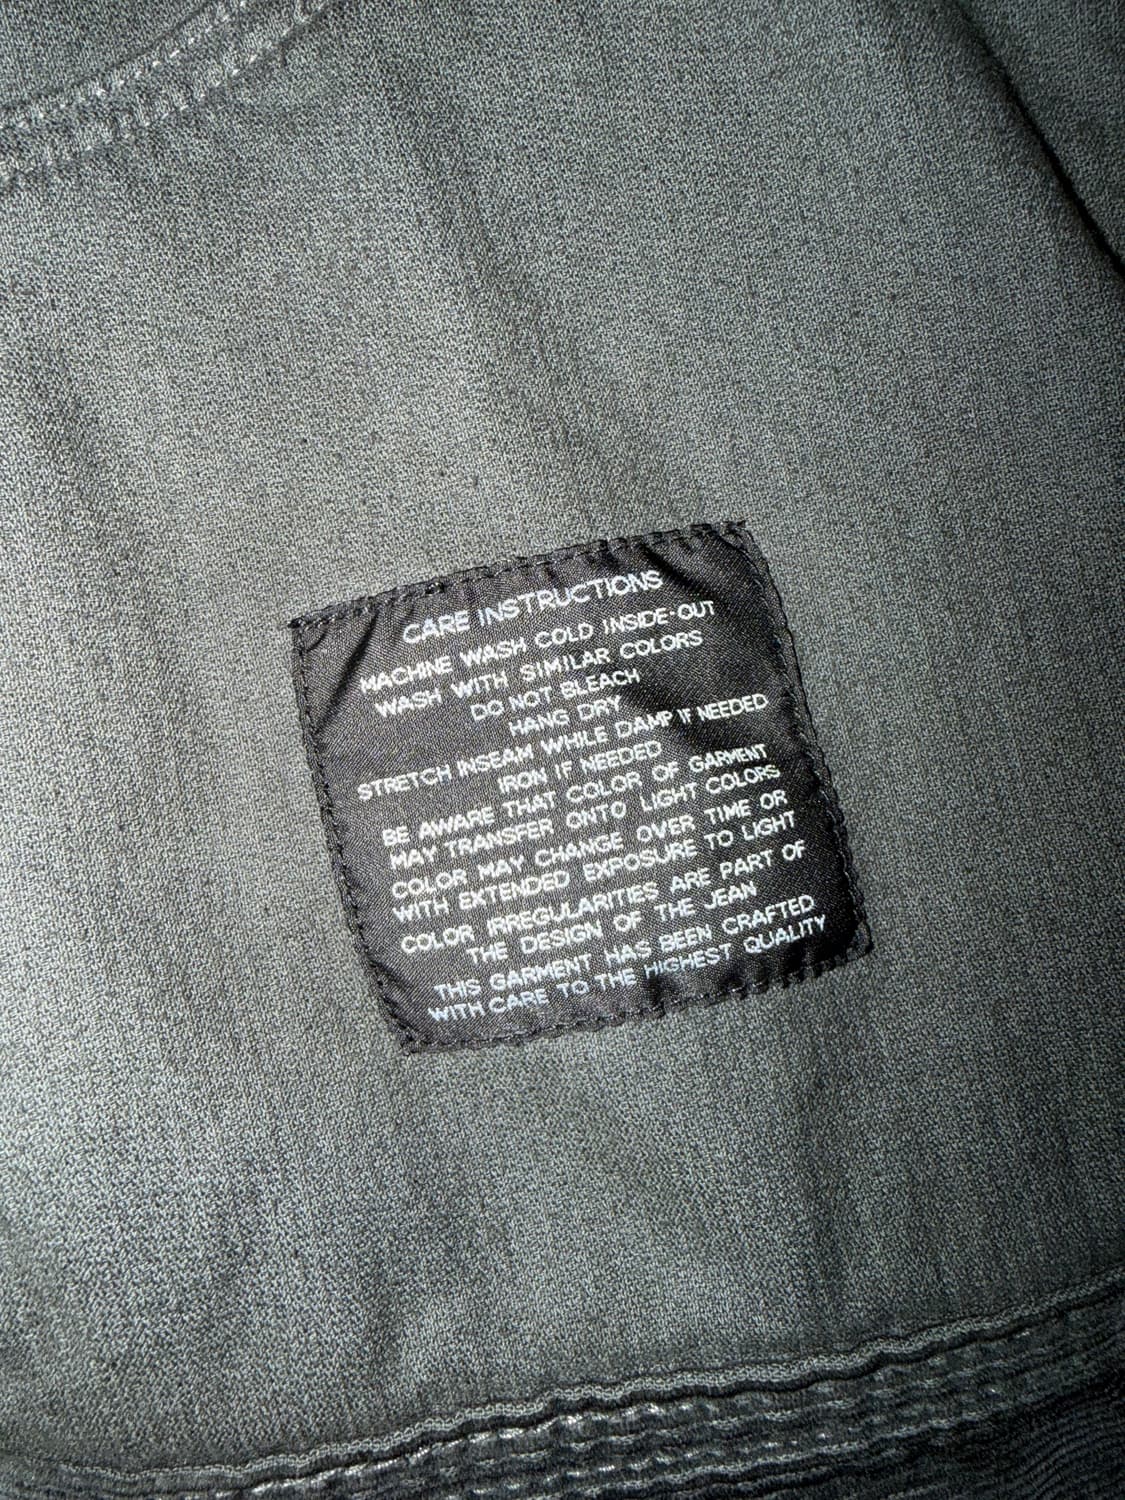 CARE INSTRUCTIONS
MACHINE WASH COLD INSIDE-OUT
WASH WITH SIMILAR COLORS
DO NOT BLEACH
HANG DRY
STRETCH INSEAM WHILE DAMP IF NEEDED
IRON IF NEEDED
BE AWARE THAT COLOR OF GARMENT
MAY TRANSFER ONTO LIGHT COLORS
COLOR MAY CHANGE OVER TIME OR
WITH EXTENDED EXPOSURE TO LIGHT
COLOR IRREGULARITIES ARE PART OF
THE DESIGN OF THE JEAN
THIS GARMENT HAS BEEN CRAFTED
WITH CARE TO THE HIGHEST QUALITY